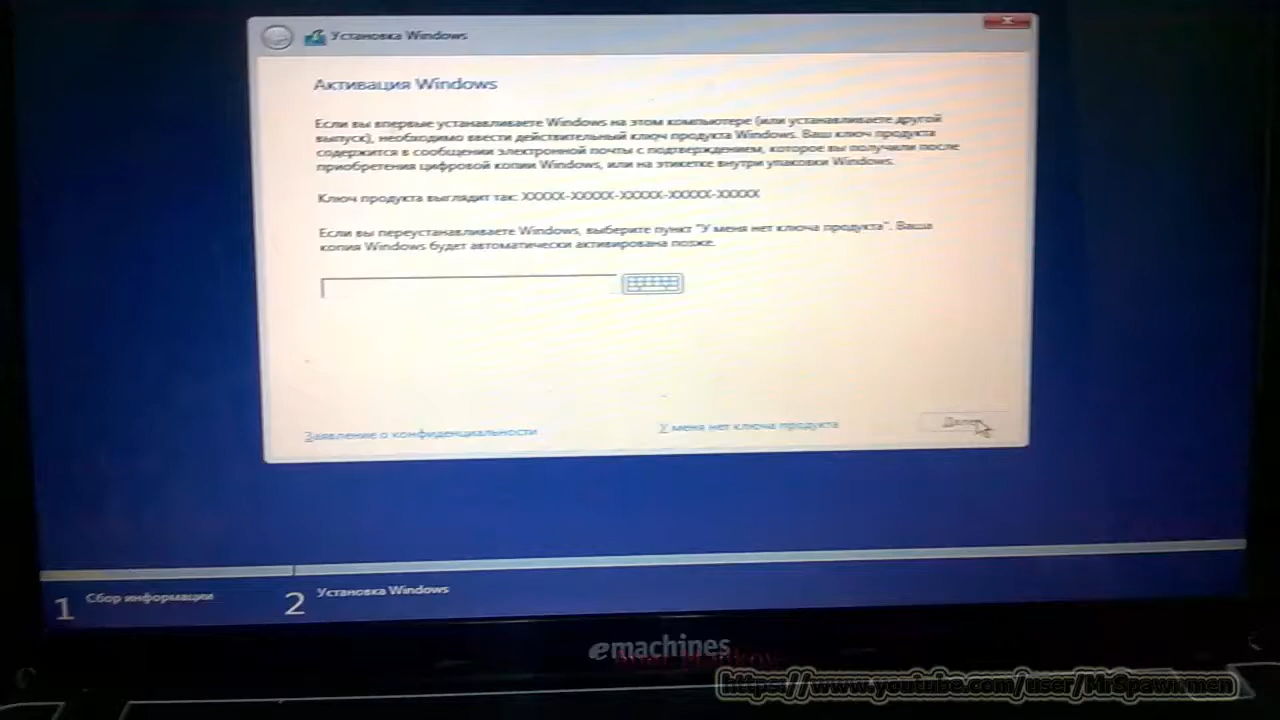 Установка Windows
Активация Windows
Если вы впервые устанавливаете Windows на этом компьютере (или устанавливаете другой
выпуск), необходимо ввести действительный ключ продукта Windows. Ваш ключ продукта
содержится в сообщении электронной почты с подтверждением, которое вы получили после
приобретения цифровой копии Windows, или на этикетке внутри упаковки Windows.
Ключ продукта выглядит так: XXXXX-XXXXX-XXXXX-XXXXX-XXXXX
Если вы переустанавливаете Windows, выберите пункт "У меня нет ключа продукта". Ваша
копия Windows будет автоматически активирована позже.
Заявление о конфиденциальности
У меня нет ключа продукта
Далее
1 Сбор информации
2 Установка Windows
emachines
https://www.youtube.com/user/MrSpawnmen